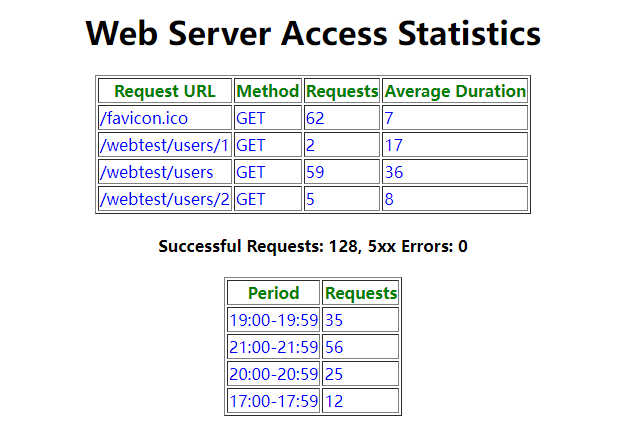 Web Server Access Statistics
Request URL Method Requests Average Duration
/favicon.ico GET 62 7
/webtest/users/1 GET 2 17
/webtest/users GET 59 36
/webtest/users/2 GET 5 8
Successful Requests: 128, 5xx Errors: 0
Period Requests
19:00-19:59 35
21:00-21:59 56
20:00-20:59 25
17:00-17:59 12